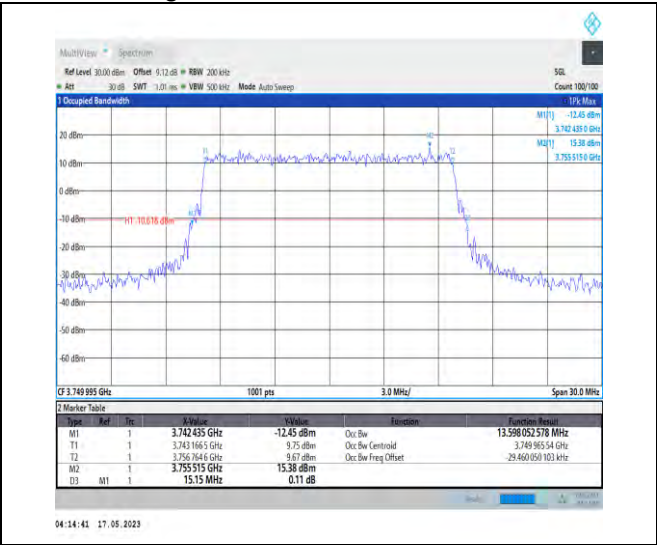 MultiView Spectrum
Ref Level 30.00 dBm Offset 9.12 dB RBW 200 kHz SGL
Att 30 dB SWT 1.01 ms VBW 500 kHz Mode Auto Sweep Count 100/100
1 Occupied Bandwidth 1Pk Max
M1[1] -12.45 dBm
3.742 435 0 GHz
20 dBm
M2[1] 15.38 dBm
3.755 515 0 GHz
M2
T1 T2
10 dBm
0 dBm
-10 dBm
H1 -10.618 dBm
-20 dBm
-30 dBm
-40 dBm
-50 dBm
-60 dBm
CF 3.749 995 GHz 1001 pts 3.0 MHz/ Span 30.0 MHz
2 Marker Table
Type Ref Trc X-Value Y-Value Function Function Result
M1 1 3.742 435 GHz -12.45 dBm Occ Bw 13.598 052 578 MHz
T1 1 3.743 166 5 GHz 9.75 dBm Occ Bw Centroid 3.749 965 54 GHz
T2 1 3.756 764 6 GHz 9.67 dBm Occ Bw Freq Offset -29.460 050 103 kHz
M2 1 3.755 515 GHz 15.38 dBm
D3 M1 1 15.15 MHz 0.11 dB
04:14:41 17.05.2023